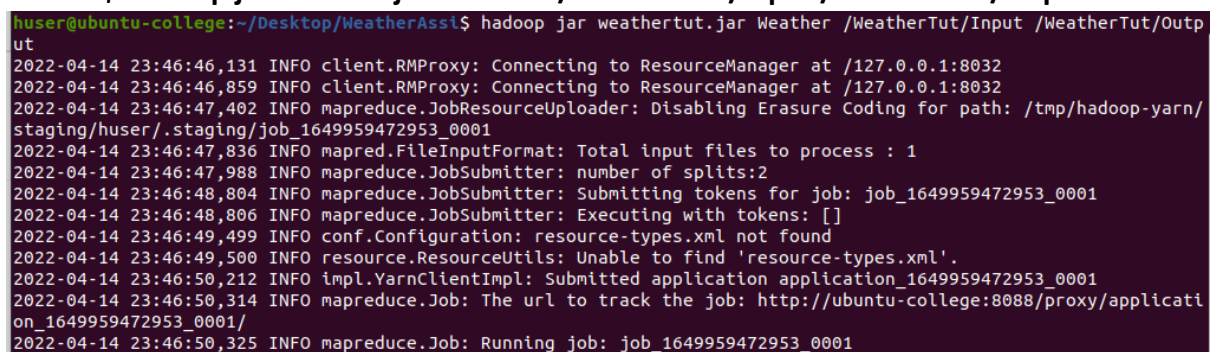 huser@ubuntu-college:~/Desktop/WeatherAssi$ hadoop jar weathertut.jar Weather /WeatherTut/Input /WeatherTut/Outp
ut
2022-04-14 23:46:46,131 INFO client.RMProxy: Connecting to ResourceManager at /127.0.0.1:8032
2022-04-14 23:46:46,859 INFO client.RMProxy: Connecting to ResourceManager at /127.0.0.1:8032
2022-04-14 23:46:47,402 INFO mapreduce.JobResourceUploader: Disabling Erasure Coding for path: /tmp/hadoop-yarn/
staging/huser/.staging/job_1649959472953_0001
2022-04-14 23:46:47,836 INFO mapred.FileInputFormat: Total input files to process : 1
2022-04-14 23:46:47,988 INFO mapreduce.JobSubmitter: number of splits:2
2022-04-14 23:46:48,804 INFO mapreduce.JobSubmitter: Submitting tokens for job: job_1649959472953_0001
2022-04-14 23:46:48,806 INFO mapreduce.JobSubmitter: Executing with tokens: []
2022-04-14 23:46:49,499 INFO conf.Configuration: resource-types.xml not found
2022-04-14 23:46:49,500 INFO resource.ResourceUtils: Unable to find 'resource-types.xml'.
2022-04-14 23:46:50,212 INFO impl.YarnClientImpl: Submitted application application_1649959472953_0001
2022-04-14 23:46:50,314 INFO mapreduce.Job: The url to track the job: http://ubuntu-college:8088/proxy/applicati
on_1649959472953_0001/
2022-04-14 23:46:50,325 INFO mapreduce.Job: Running job: job_1649959472953_0001